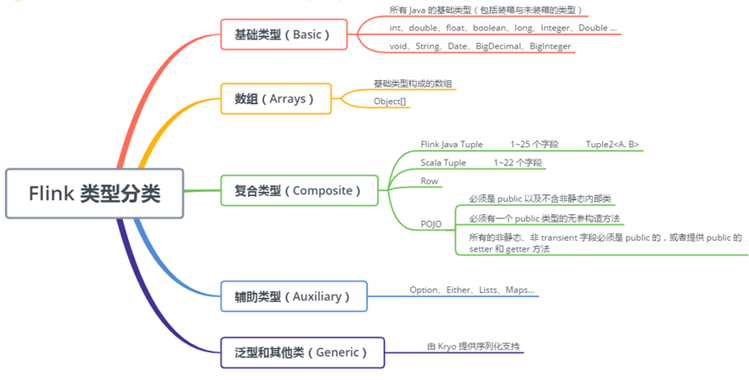 Flink 类型分类
基础类型（Basic）
所有 Java 的基础类型（包括装箱与未装箱的类型）
int、double、float、boolean、long、Integer、Double ...
void、String、Date、BigDecimal、BigInteger
数组（Arrays）
基础类型构成的数组
Object[]
复合类型（Composite）
Flink Java Tuple 1~25 个字段 Tuple2<A, B>
Scala Tuple 1~22 个字段
Row
POJO
必须是 public 以及不含非静态内部类
必须有一个 public 类型的无参构造方法
所有的非静态、非 transient 字段必须是 public 的，或者提供 public 的
setter 和 getter 方法
辅助类型（Auxiliary）
Option、Either、Lists、Maps...
泛型和其他类（Generic）
由 Kryo 提供序列化支持